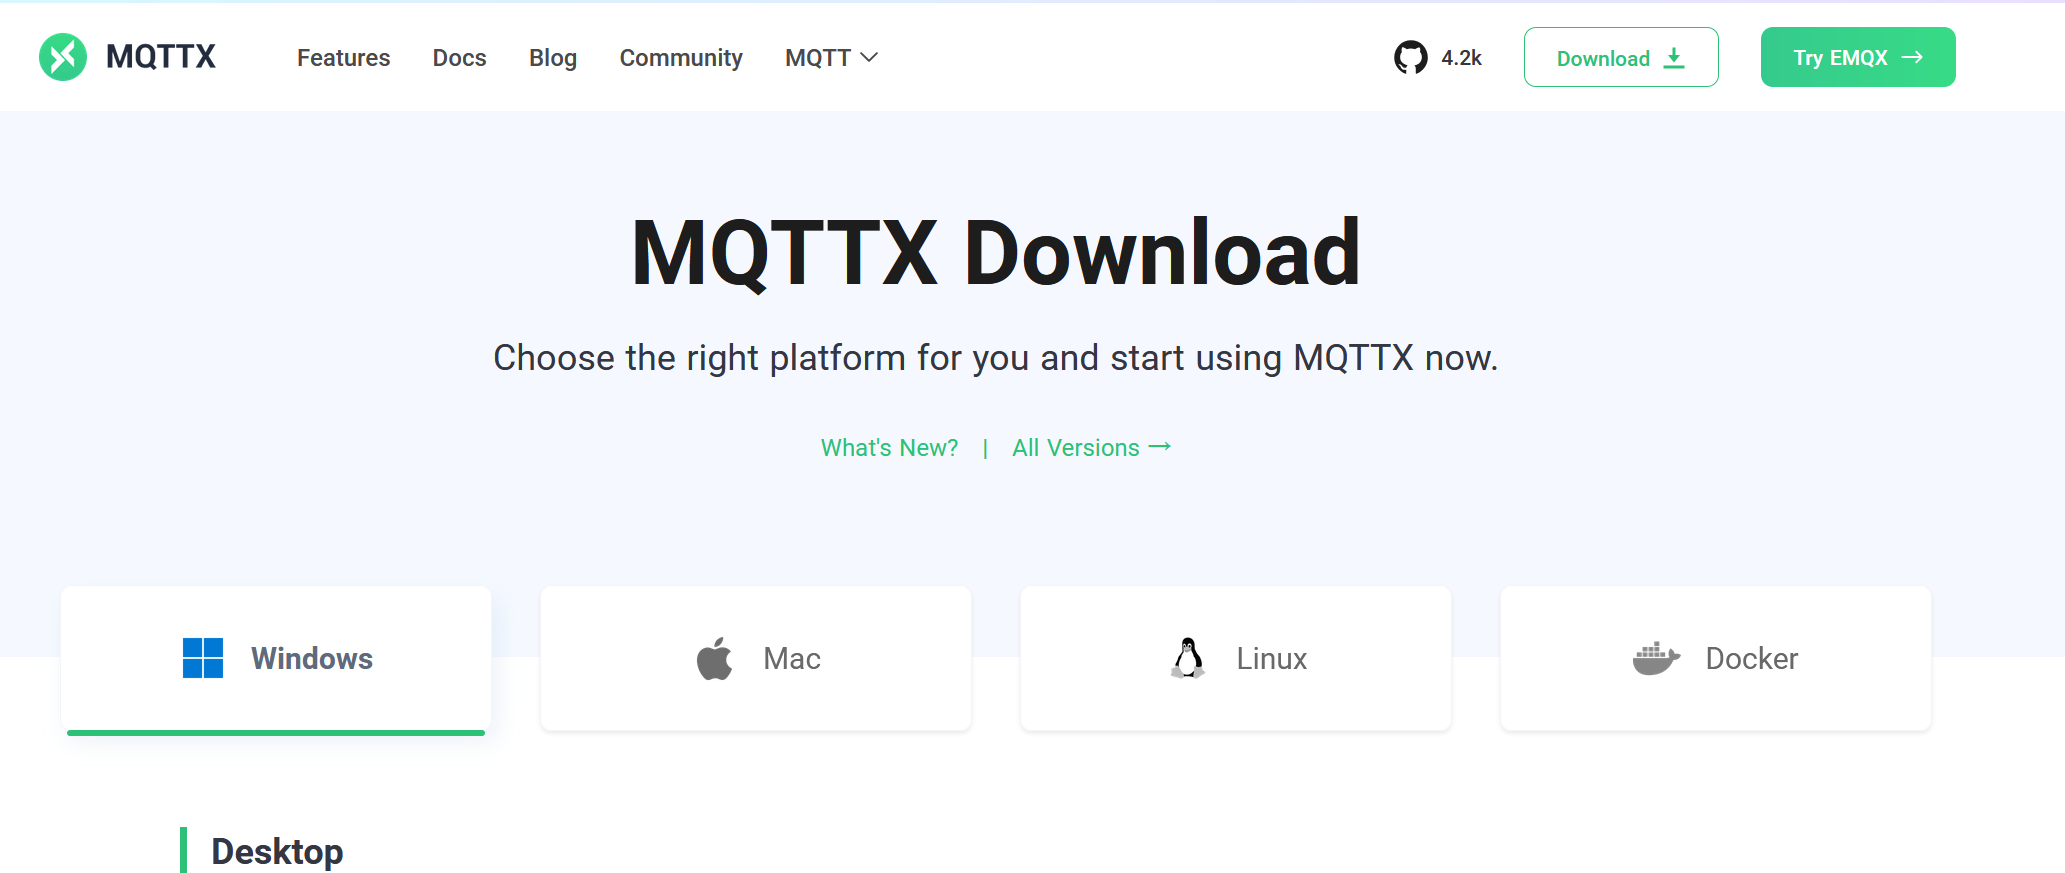 MQTTX Features Docs Blog Community MQTT 4.2k Download Try EMQX →
MQTTX Download
Choose the right platform for you and start using MQTTX now.
What's New? | All Versions →
Windows Mac Linux Docker
Desktop